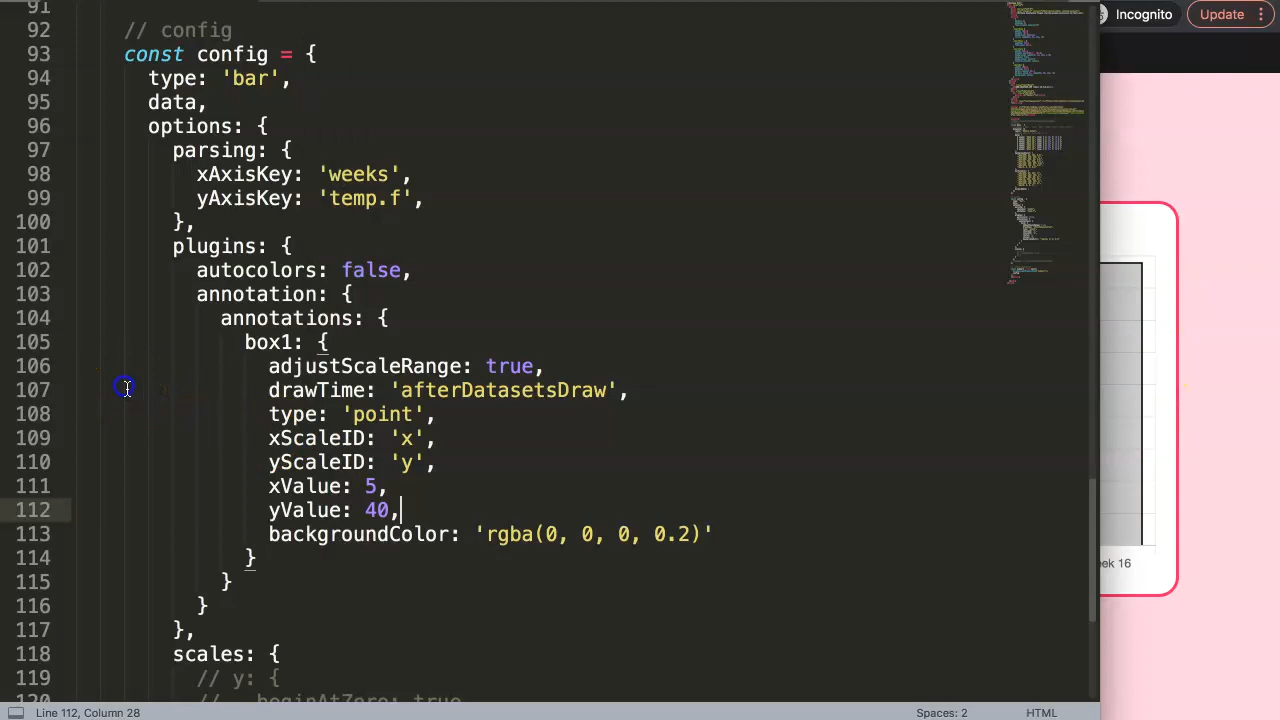 91
92 // config
93 const config = {
94 type: 'bar',
95 data,
96 options: {
97 parsing: {
98 xAxisKey: 'weeks',
99 yAxisKey: 'temp.f',
100 },
101 plugins: {
102 autocolors: false,
103 annotation: {
104 annotations: {
105 box1: {
106 adjustScaleRange: true,
107 drawTime: 'afterDatasetsDraw',
108 type: 'point',
109 xScaleID: 'x',
110 yScaleID: 'y',
111 xValue: 5,
112 yValue: 40,
113 backgroundColor: 'rgba(0, 0, 0, 0.2)'
114 }
115 }
116 }
117 },
118 scales: {
119 // y: {
120 // beginAtZero: true
Incognito
Update
ek 16
Line 112, Column 28
Spaces: 2
HTML